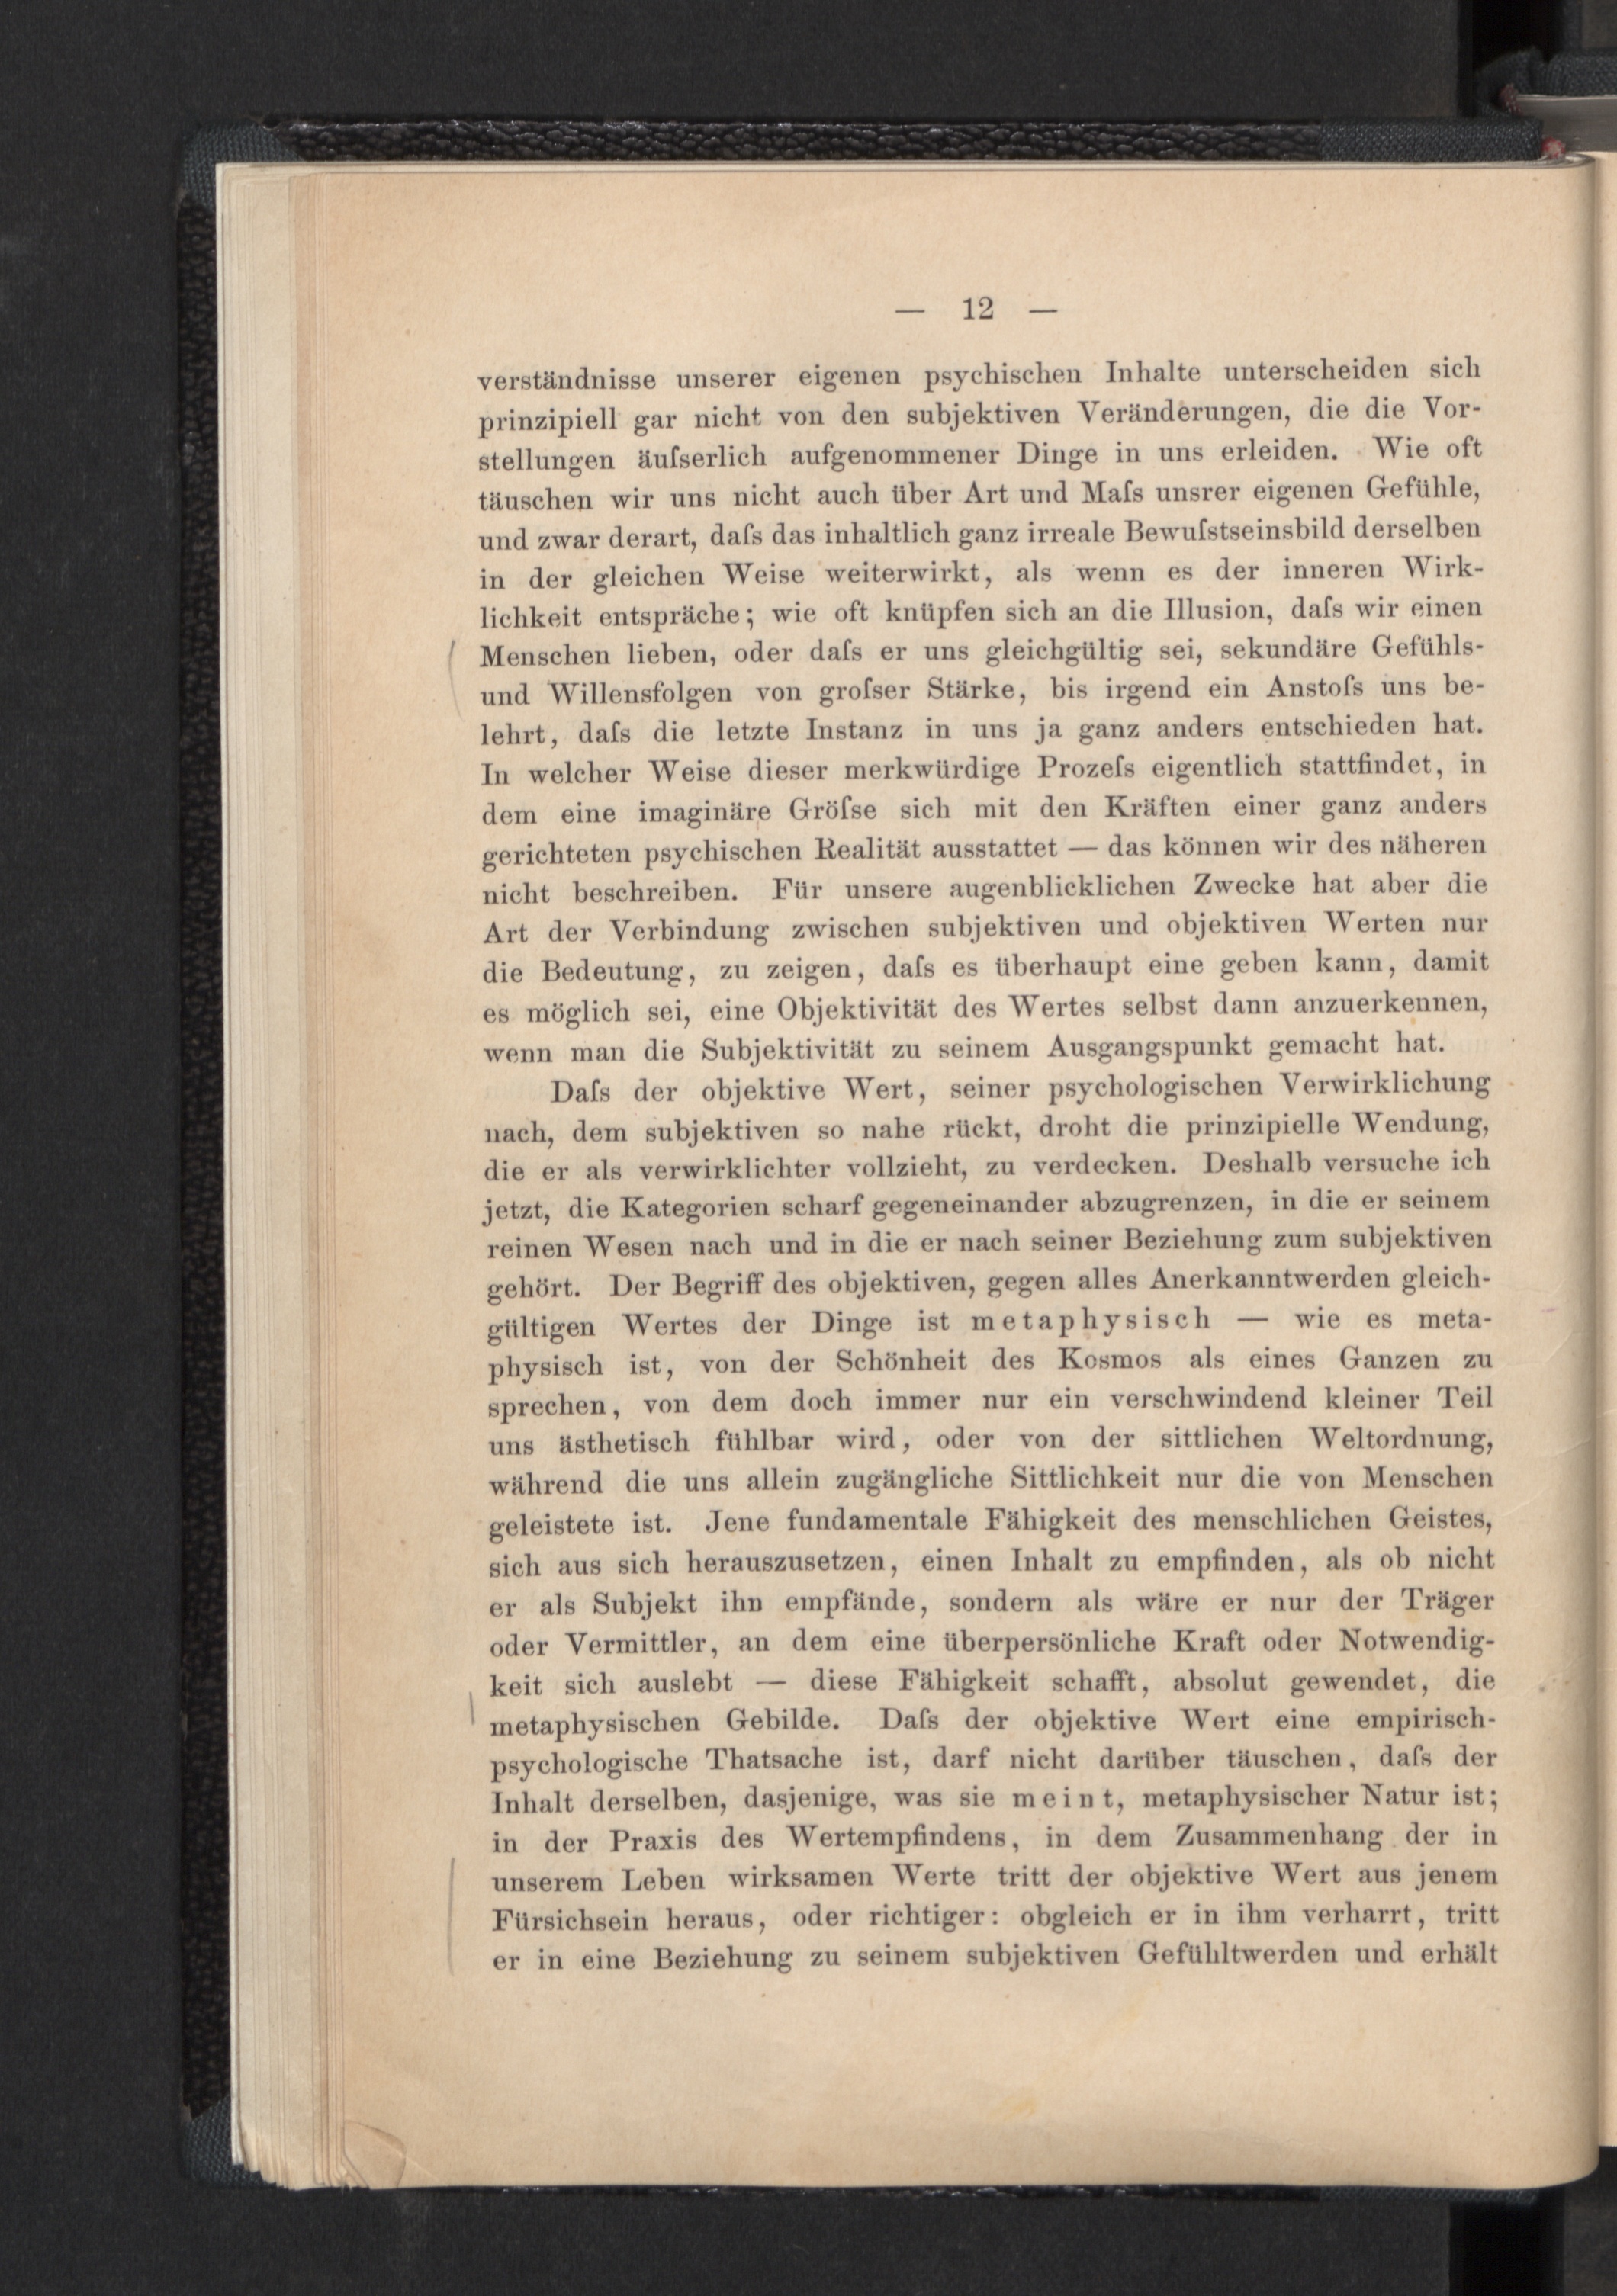 — 12 —
verständnisse unserer eigenen psychischen Inhalte unterscheiden sich
prinzipiell gar nicht von den subjektiven Veränderungen, die die Vor-
stellungen äuſserlich aufgenommener Dinge in uns erleiden. Wie oft
täuschen wir uns nicht auch über Art und Maſs unsrer eigenen Gefühle,
und zwar derart, daſs das inhaltlich ganz irreale Bewuſstseinsbild derselben
in der gleichen Weise weiterwirkt, als wenn es der inneren Wirk-
lichkeit entspräche; wie oft knüpfen sich an die Illusion, daſs wir einen
Menschen lieben, oder daſs er uns gleichgültig sei, sekundäre Gefühls-
und Willensfolgen von groſser Stärke, bis irgend ein Anstoſs uns be-
lehrt, daſs die letzte Instanz in uns ja ganz anders entschieden hat.
In welcher Weise dieser merkwürdige Prozeſs eigentlich stattfindet, in
dem eine imaginäre Gröſse sich mit den Kräften einer ganz anders
gerichteten psychischen Realität ausstattet — das können wir des näheren
nicht beschreiben. Für unsere augenblicklichen Zwecke hat aber die
Art der Verbindung zwischen subjektiven und objektiven Werten nur
die Bedeutung, zu zeigen, daſs es überhaupt eine geben kann, damit
es möglich sei, eine Objektivität des Wertes selbst dann anzuerkennen,
wenn man die Subjektivität zu seinem Ausgangspunkt gemacht hat.
Daſs der objektive Wert, seiner psychologischen Verwirklichung
nach, dem subjektiven so nahe rückt, droht die prinzipielle Wendung,
die er als verwirklichter vollzieht, zu verdecken. Deshalb versuche ich
jetzt, die Kategorien scharf gegeneinander abzugrenzen, in die er seinem
reinen Wesen nach und in die er nach seiner Beziehung zum subjektiven
gehört. Der Begriff des objektiven, gegen alles Anerkanntwerden gleich-
gültigen Wertes der Dinge ist metaphysisch — wie es meta-
physisch ist, von der Schönheit des Kosmos als eines Ganzen zu
sprechen, von dem doch immer nur ein verschwindend kleiner Teil
uns ästhetisch fühlbar wird, oder von der sittlichen Weltordnung,
während die uns allein zugängliche Sittlichkeit nur die von Menschen
geleistete ist. Jene fundamentale Fähigkeit des menschlichen Geistes,
sich aus sich herauszusetzen, einen Inhalt zu empfinden, als ob nicht
er als Subjekt ihn empfände, sondern als wäre er nur der Träger
oder Vermittler, an dem eine überpersönliche Kraft oder Notwendig-
keit sich auslebt — diese Fähigkeit schafft, absolut gewendet, die
metaphysischen Gebilde. Daſs der objektive Wert eine empirisch-
psychologische Thatsache ist, darf nicht darüber täuschen, daſs der
Inhalt derselben, dasjenige, was sie meint, metaphysischer Natur ist;
in der Praxis des Wertempfindens, in dem Zusammenhang der in
unserem Leben wirksamen Werte tritt der objektive Wert aus jenem
Fürsichsein heraus, oder richtiger: obgleich er in ihm verharrt, tritt
er in eine Beziehung zu seinem subjektiven Gefühltwerden und erhält